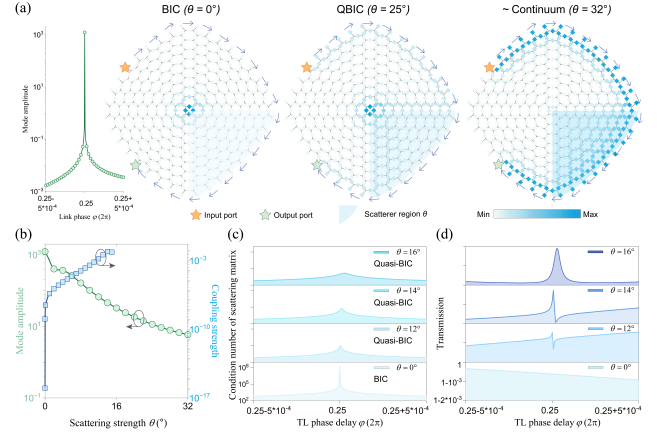 (a)
BIC (θ = 0°)
QBIC (θ = 25°)
~ Continuum (θ = 32°)
Mode amplitude
10³
10¹
10⁻¹
10⁻³
0.25-
5*10⁻⁴
0.25
0.25+
5*10⁻⁴
Link phase φ (2π)
Input port
Output port
Scatterer region θ
Min
Max
(b)
Mode amplitude
10³
10¹
10⁻¹
Coupling strength
10⁻³
10⁻¹⁰
10⁻¹⁷
0
16
32
Scattering strength θ (°)
(c)
Condition number of scattering matrix
θ = 16°
Quasi-BIC
θ = 14°
Quasi-BIC
θ = 12°
Quasi-BIC
θ = 0°
BIC
10⁶
10⁴
10²
0.25-5*10⁻⁴
0.25
0.25+5*10⁻⁴
TL phase delay φ (2π)
(d)
Transmission
θ = 16°
θ = 14°
θ = 12°
θ = 0°
1
1-10⁻³
1-2*10⁻³
0.25-5*10⁻⁴
0.25
0.25+5*10⁻⁴
TL phase delay φ (2π)